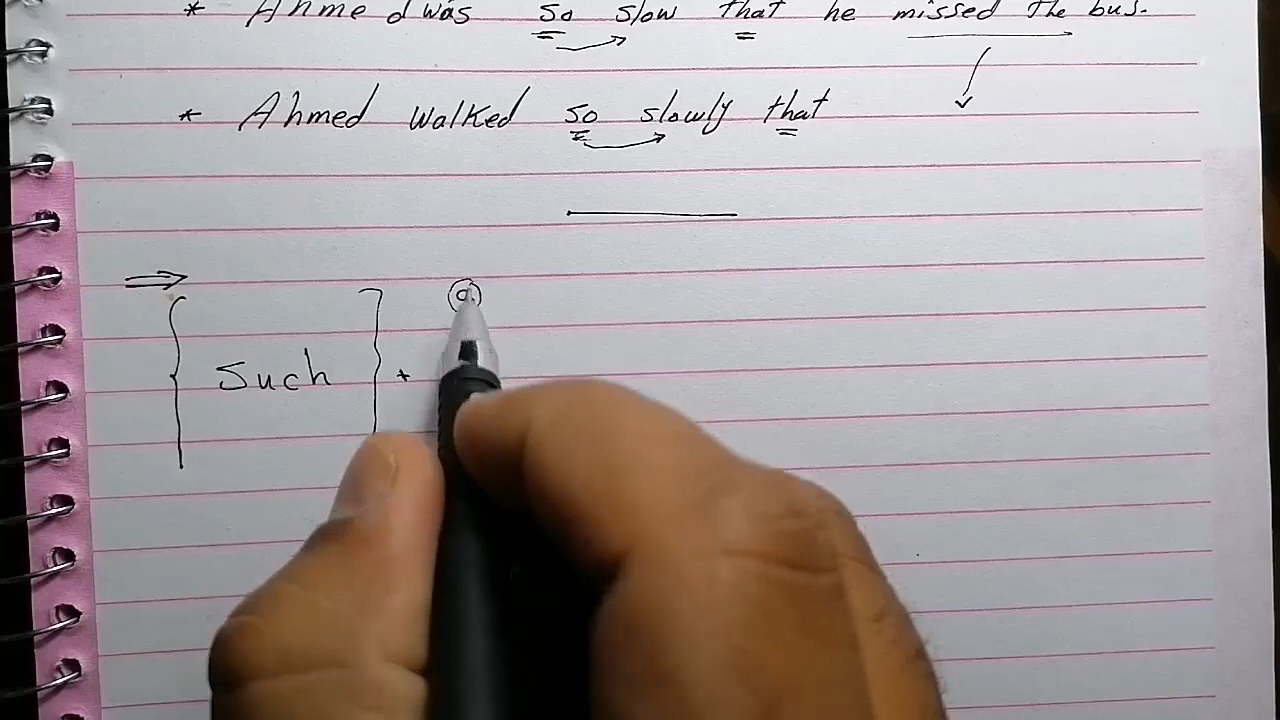 * Ahmed was so slow that he missed the bus.
* Ahmed walked so slowly that
⇒
{ Such } + a